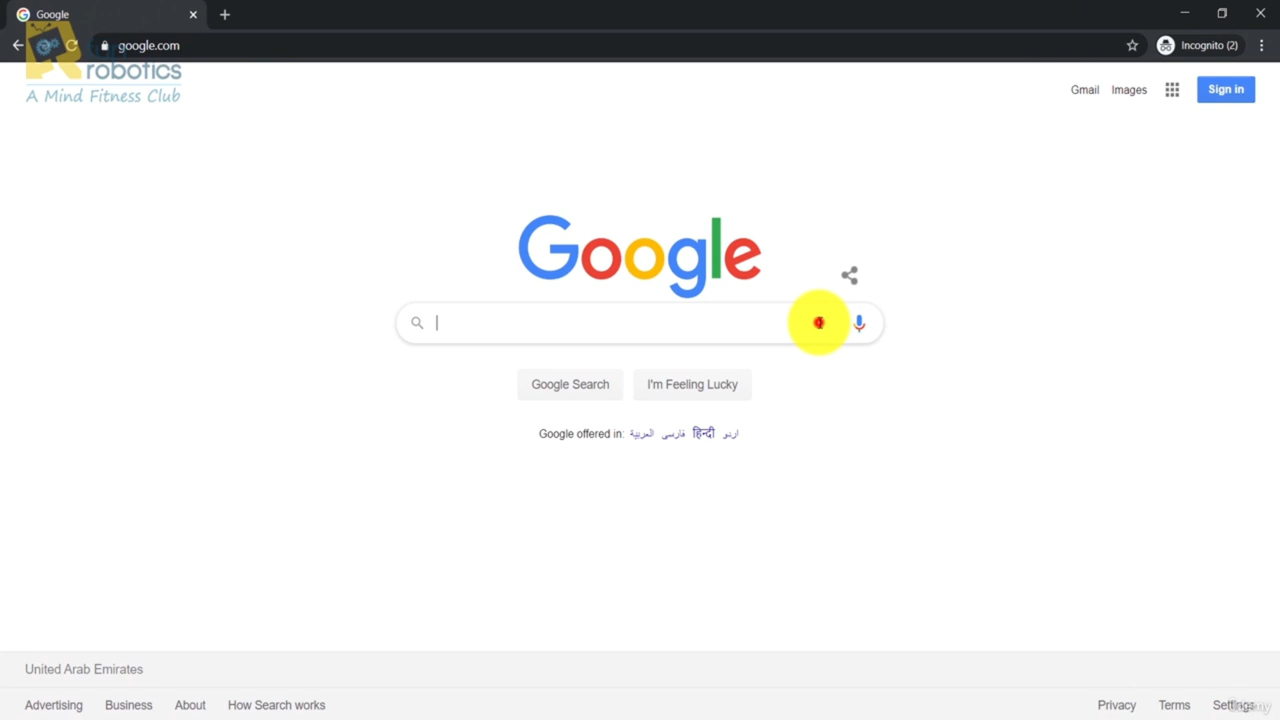 Google
google.com
Incognito (2)
robotics
A Mind Fitness Club
Gmail Images Sign in
Google
Google Search I'm Feeling Lucky
Google offered in: العربية فارسی हिन्दी اردو
United Arab Emirates
Advertising Business About How Search works Privacy Terms Settings